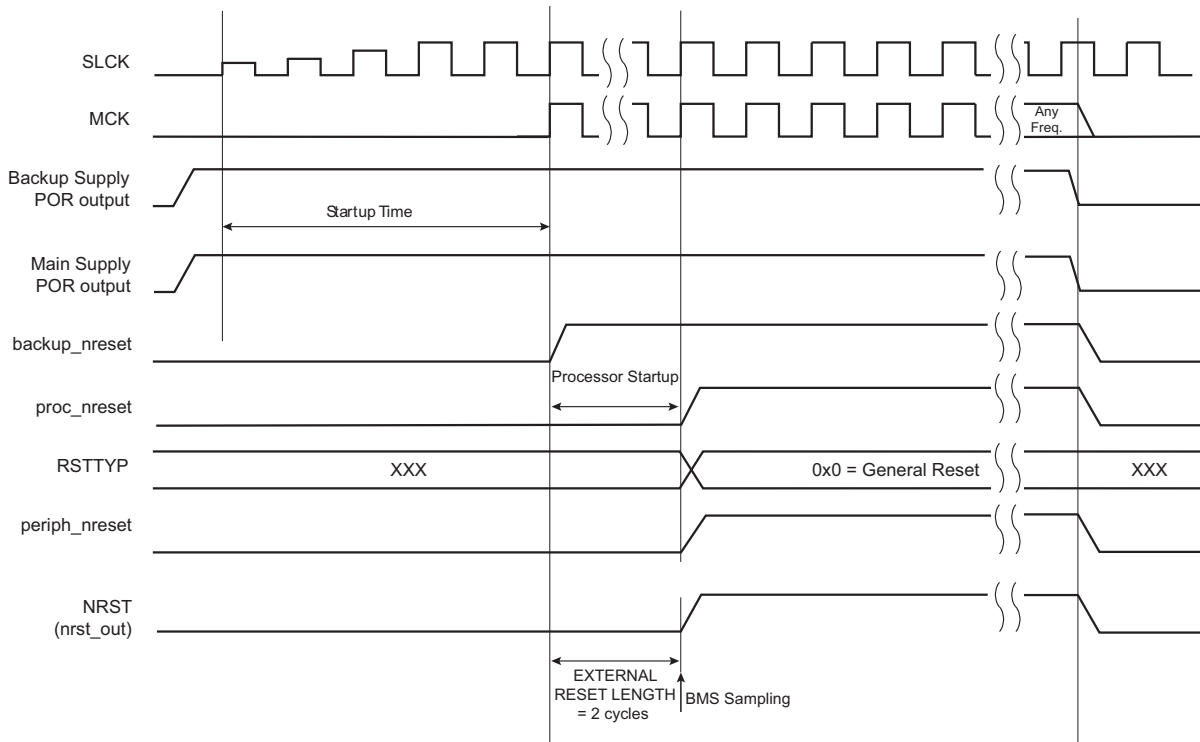 SLCK
MCK
Any
Freq.
Backup Supply
POR output
Startup Time
Main Supply
POR output
backup_nreset
Processor Startup
proc_nreset
RSTTYP
XXX
0x0 = General Reset
XXX
periph_nreset
NRST
(nrst_out)
EXTERNAL
RESET LENGTH
= 2 cycles
BMS Sampling